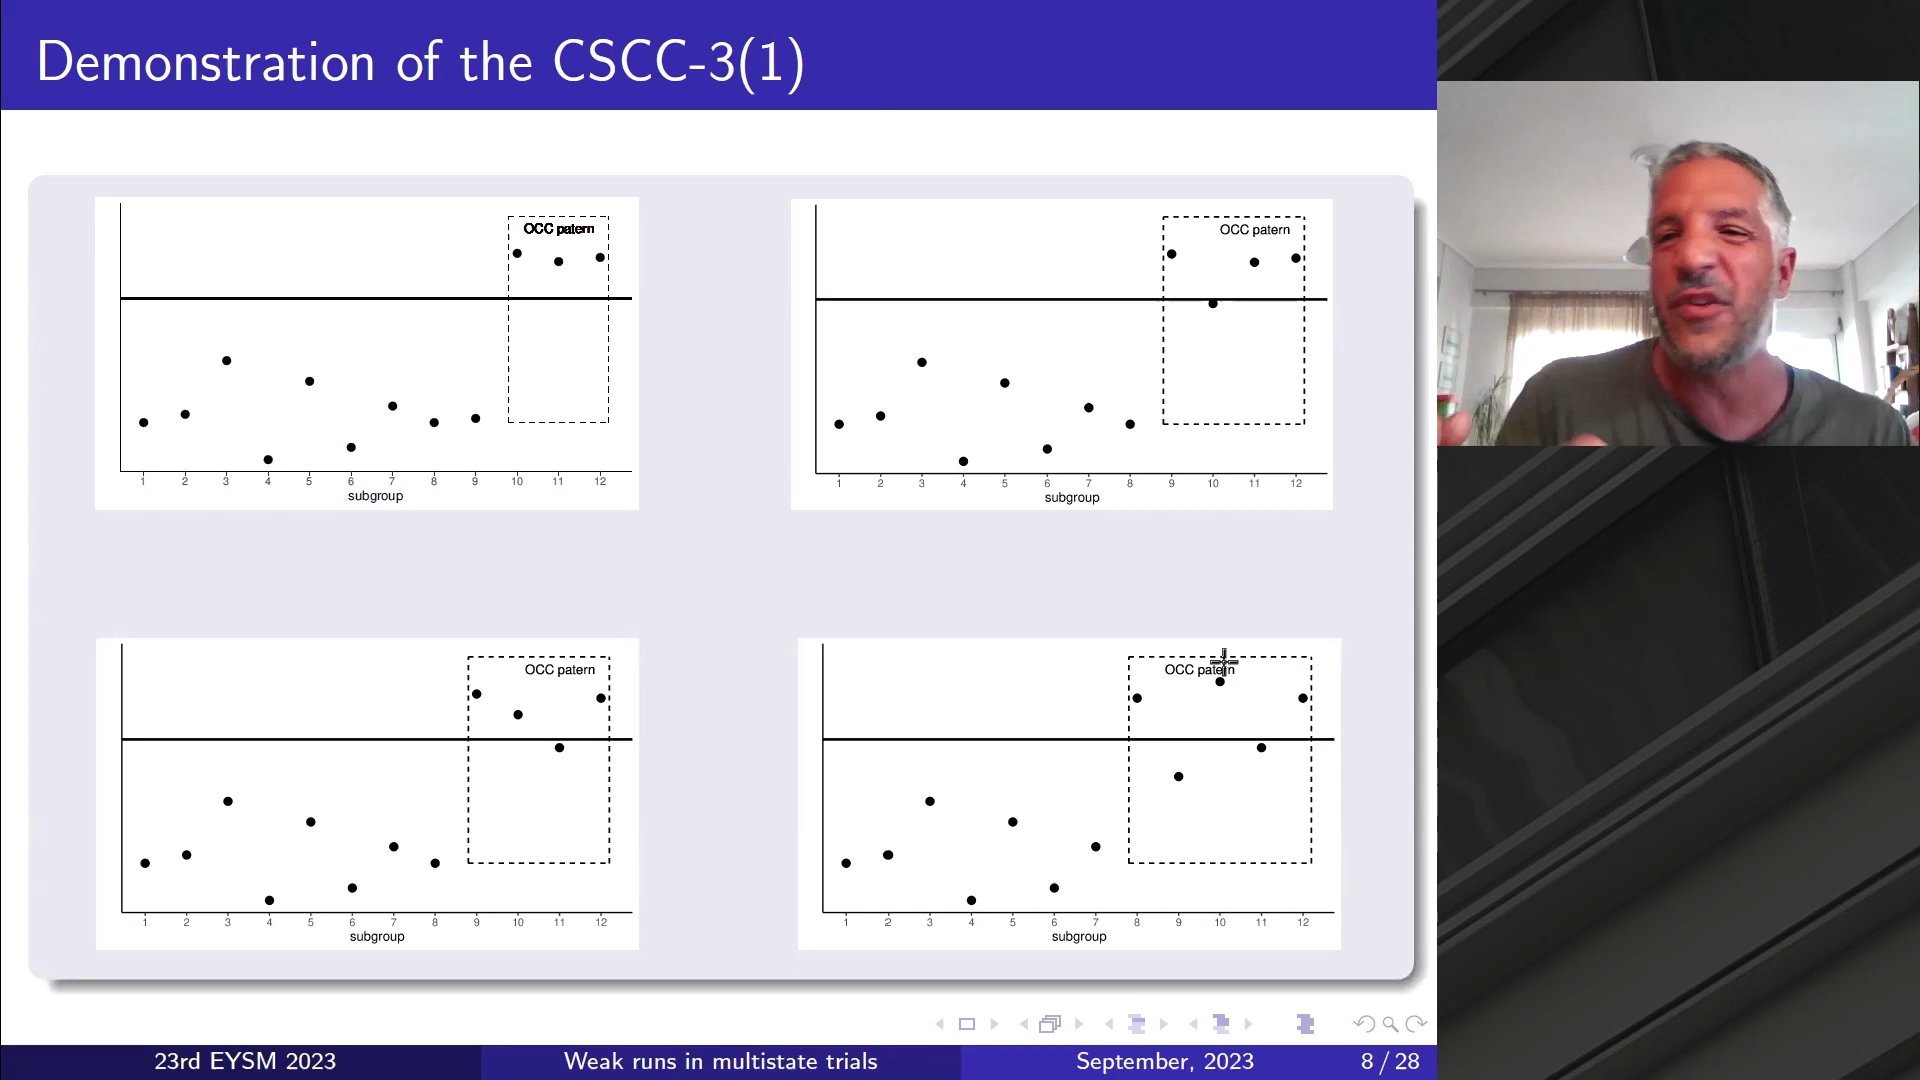 Demonstration of the CSCC-3(1)
OCC patern
1 2 3 4 5 6 7 8 9 10 11 12
subgroup
OCC patern
1 2 3 4 5 6 7 8 9 10 11 12
subgroup
OCC patern
1 2 3 4 5 6 7 8 9 10 11 12
subgroup
OCC patern
1 2 3 4 5 6 7 8 9 10 11 12
subgroup
23rd EYSM 2023 Weak runs in multistate trials September, 2023 8 / 28